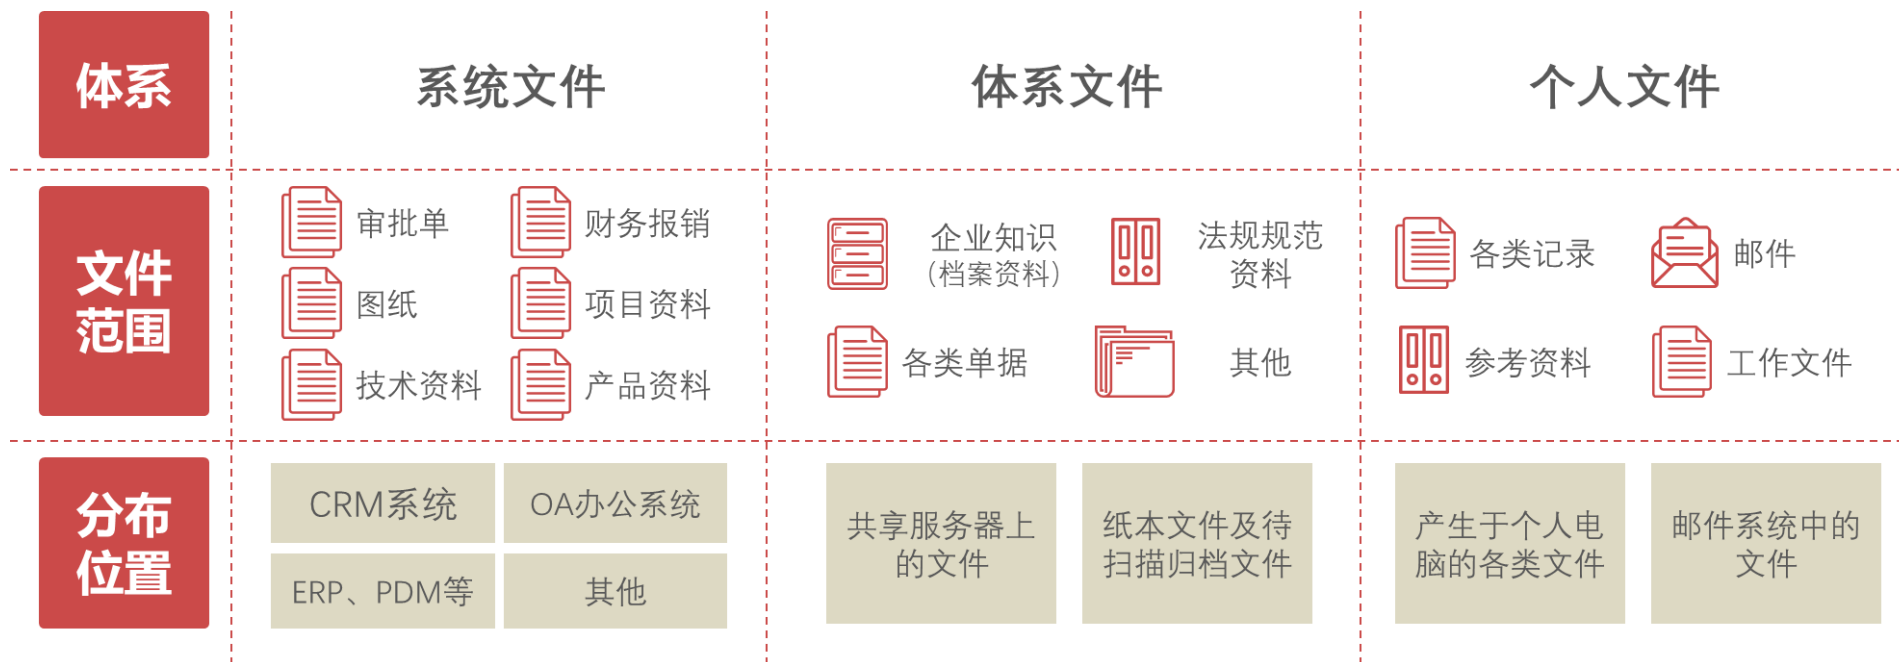 体系
系统文件
体系文件
个人文件
文件
范围
审批单
财务报销
图纸
项目资料
技术资料
产品资料
企业知识
（档案资料）
法规规范
资料
各类单据
其他
各类记录
邮件
参考资料
工作文件
分布
位置
CRM系统
OA办公系统
ERP、PDM等
其他
共享服务器上
的文件
纸本文件及待
扫描归档文件
产生于个人电
脑的各类文件
邮件系统中的
文件